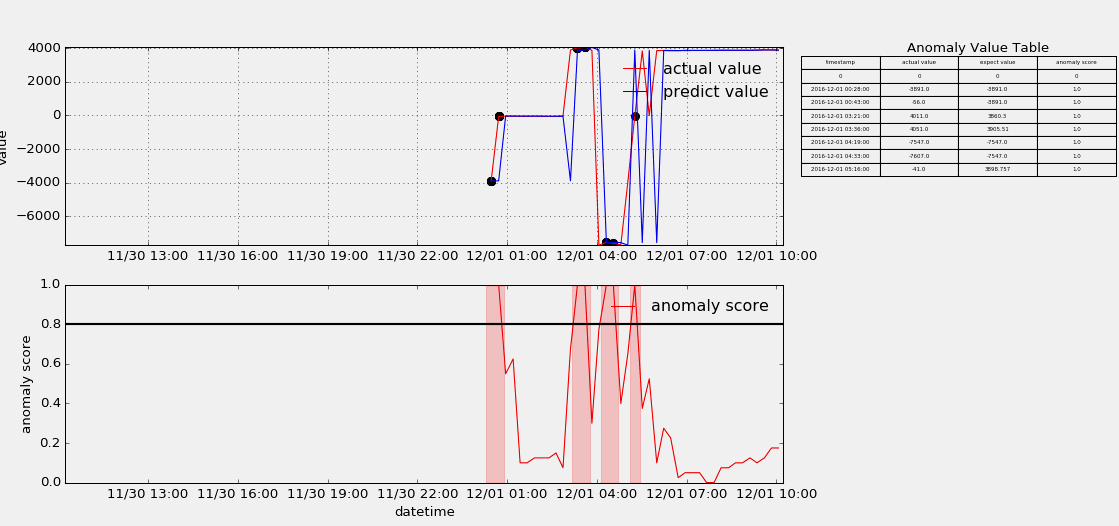 Anomaly Value Table
timestamp actual value expect value anomaly score
0 0 0 0
2016-12-01 00:28:00 -3891.0 -3891.0 1.0
2016-12-01 00:43:00 -56.0 -3891.0 1.0
2016-12-01 03:21:00 4011.0 3860.3 1.0
2016-12-01 03:36:00 4051.0 3905.51 1.0
2016-12-01 04:19:00 -7547.0 -7547.0 1.0
2016-12-01 04:33:00 -7607.0 -7547.0 1.0
2016-12-01 05:16:00 -41.0 3898.757 1.0
4000
2000
0
−2000
−4000
−6000
value
actual value
predict value
11/30 13:00 11/30 16:00 11/30 19:00 11/30 22:00 12/01 01:00 12/01 04:00 12/01 07:00 12/01 10:00
1.0
0.8
0.6
0.4
0.2
0.0
anomaly score
anomaly score
11/30 13:00 11/30 16:00 11/30 19:00 11/30 22:00 12/01 01:00 12/01 04:00 12/01 07:00 12/01 10:00
datetime